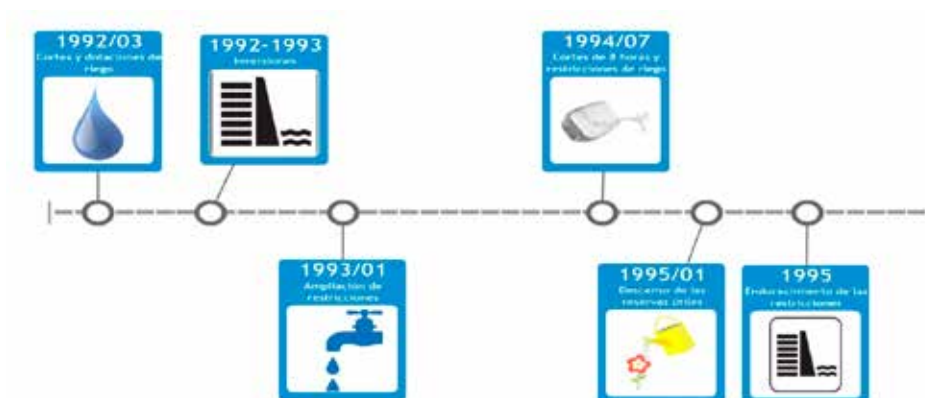 1992/03
Cortes y dotaciones de
riego
1992-1993
Inversiones
1993/01
Ampliación de
restricciones
1994/07
Cortes de 8 horas y
restricciones de riego
1995/01
Descenso de las
reservas útiles
1995
Endurecimiento de las
restricciones